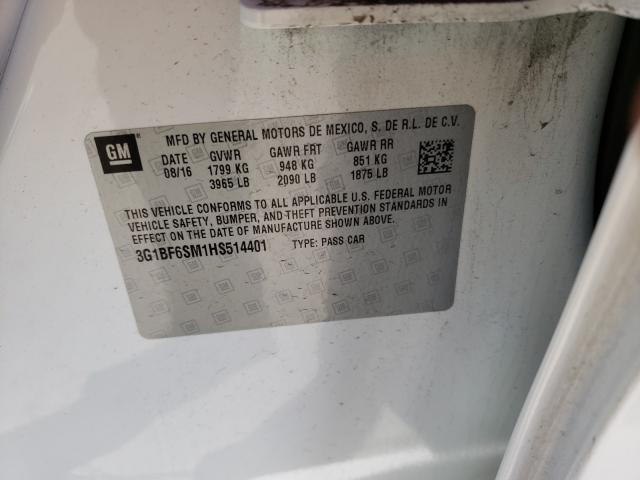 GM
MFD BY GENERAL MOTORS DE MEXICO, S. DE R.L. DE C.V.
DATE GVWR GAWR FRT GAWR RR
08/16 1799 KG 948 KG 851 KG
3965 LB 2090 LB 1875 LB
THIS VEHICLE CONFORMS TO ALL APPLICABLE U.S. FEDERAL MOTOR
VEHICLE SAFETY, BUMPER, AND THEFT PREVENTION STANDARDS IN
EFFECT ON THE DATE OF MANUFACTURE SHOWN ABOVE.
3G1BF6SM1HS514401 TYPE: PASS CAR